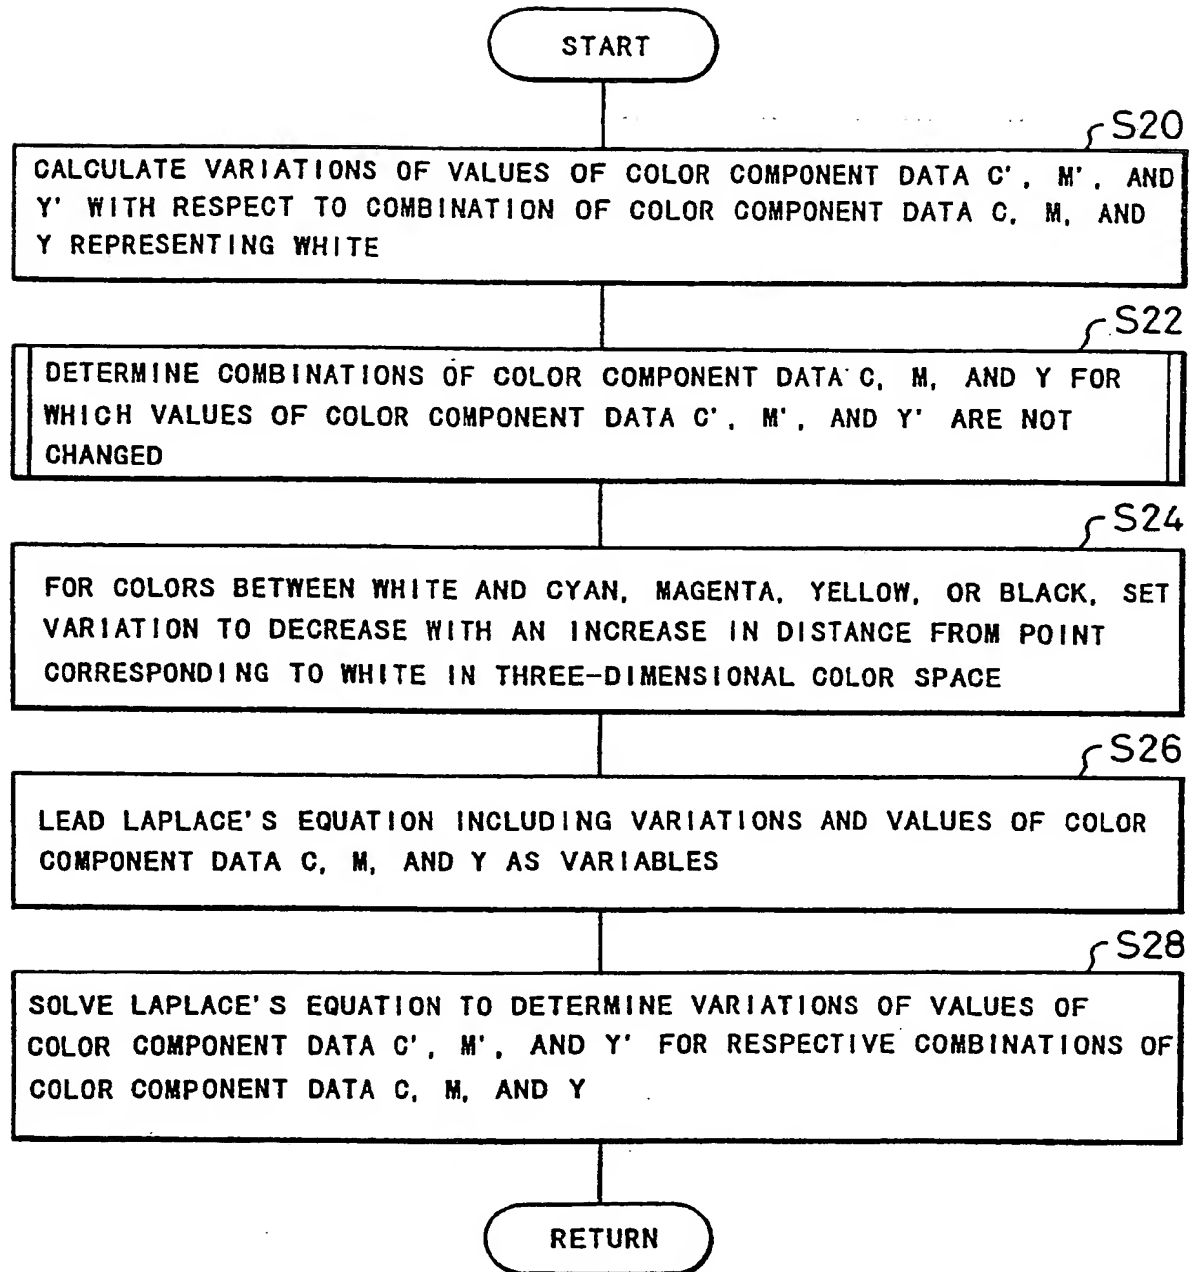 START
S20
CALCULATE VARIATIONS OF VALUES OF COLOR COMPONENT DATA C', M', AND
Y' WITH RESPECT TO COMBINATION OF COLOR COMPONENT DATA C, M, AND
Y REPRESENTING WHITE
S22
DETERMINE COMBINATIONS OF COLOR COMPONENT DATA C, M, AND Y FOR
WHICH VALUES OF COLOR COMPONENT DATA C', M', AND Y' ARE NOT
CHANGED
S24
FOR COLORS BETWEEN WHITE AND CYAN, MAGENTA, YELLOW, OR BLACK, SET
VARIATION TO DECREASE WITH AN INCREASE IN DISTANCE FROM POINT
CORRESPONDING TO WHITE IN THREE-DIMENSIONAL COLOR SPACE
S26
LEAD LAPLACE'S EQUATION INCLUDING VARIATIONS AND VALUES OF COLOR
COMPONENT DATA C, M, AND Y AS VARIABLES
S28
SOLVE LAPLACE'S EQUATION TO DETERMINE VARIATIONS OF VALUES OF
COLOR COMPONENT DATA C', M', AND Y' FOR RESPECTIVE COMBINATIONS OF
COLOR COMPONENT DATA C, M, AND Y
RETURN